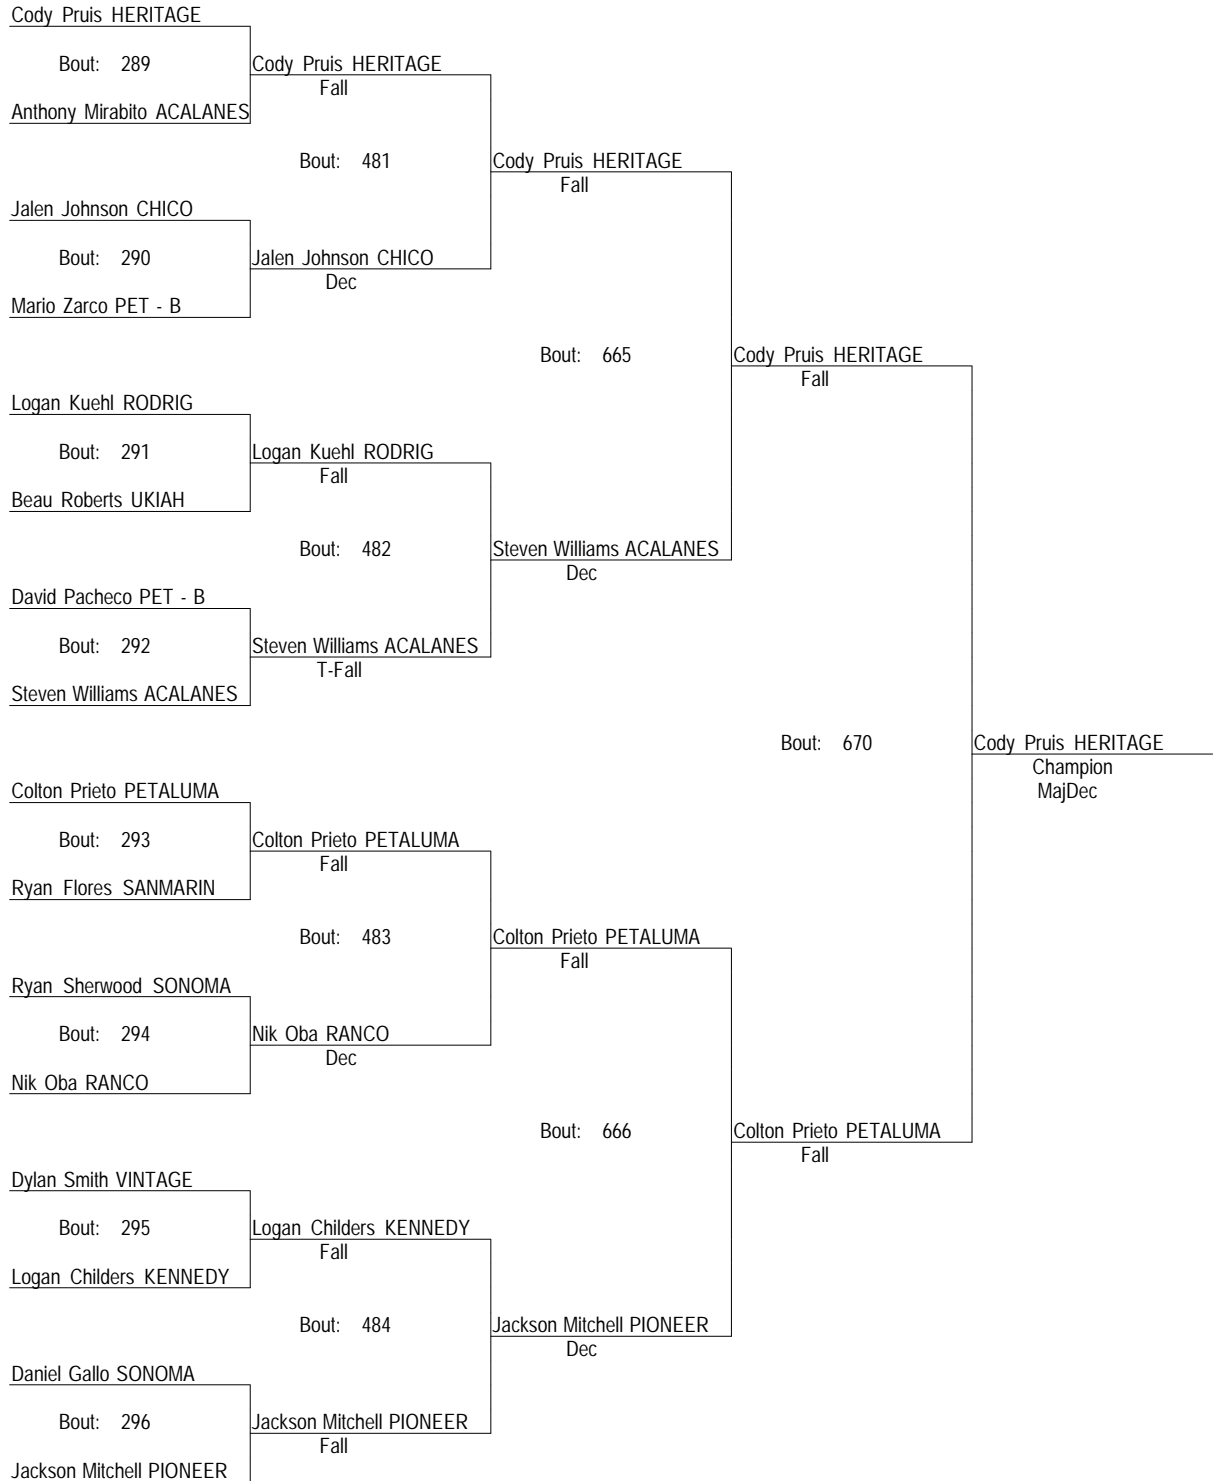 Cody Pruis HERITAGE
Bout: 289
Cody Pruis HERITAGE
Fall
Anthony Mirabito ACALANES
Bout: 481
Cody Pruis HERITAGE
Fall
Jalen Johnson CHICO
Bout: 290
Jalen Johnson CHICO
Dec
Mario Zarco PET - B
Bout: 665
Cody Pruis HERITAGE
Fall
Logan Kuehl RODRIG
Bout: 291
Logan Kuehl RODRIG
Fall
Beau Roberts UKIAH
Bout: 482
Steven Williams ACALANES
Dec
David Pacheco PET - B
Bout: 292
Steven Williams ACALANES
T-Fall
Steven Williams ACALANES
Bout: 670
Cody Pruis HERITAGE
Champion
MajDec
Colton Prieto PETALUMA
Bout: 293
Colton Prieto PETALUMA
Fall
Ryan Flores SANMARIN
Bout: 483
Colton Prieto PETALUMA
Fall
Ryan Sherwood SONOMA
Bout: 294
Nik Oba RANCO
Dec
Nik Oba RANCO
Bout: 666
Colton Prieto PETALUMA
Fall
Dylan Smith VINTAGE
Bout: 295
Logan Childers KENNEDY
Fall
Logan Childers KENNEDY
Bout: 484
Jackson Mitchell PIONEER
Dec
Daniel Gallo SONOMA
Bout: 296
Jackson Mitchell PIONEER
Fall
Jackson Mitchell PIONEER